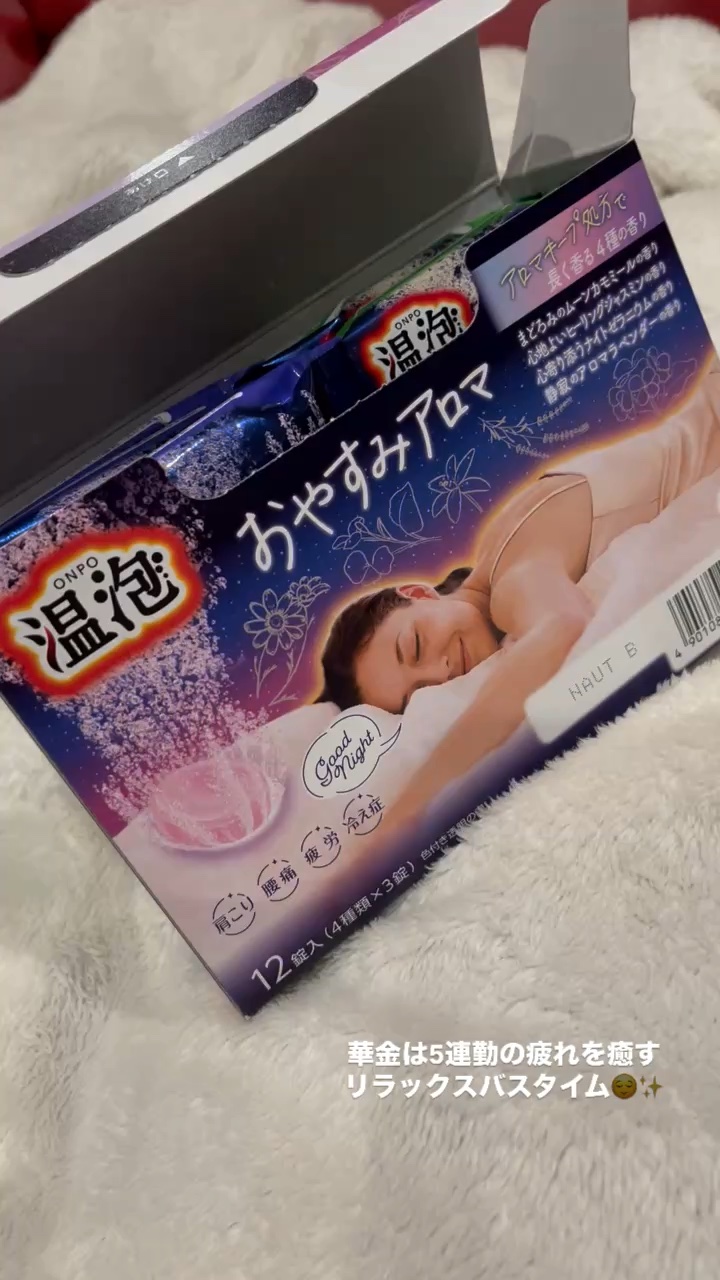 アロマキープ処方で
長く香る4種の香り
まどろみのムーンカモミールの香り
心地よいヒーリングジャスミンの香り
心寄り添うナイトゼラニウムの香り
静寂のアロマラベンダーの香り
ONPO
温泡
おやすみアロマ
ONPO
温泡
Good
Night
NAUT B
肩こり
腰痛
疲労
冷え症
12錠入(4種類×3錠)
華金は5連勤の疲れを癒す
リラックスバスタイム😌✨